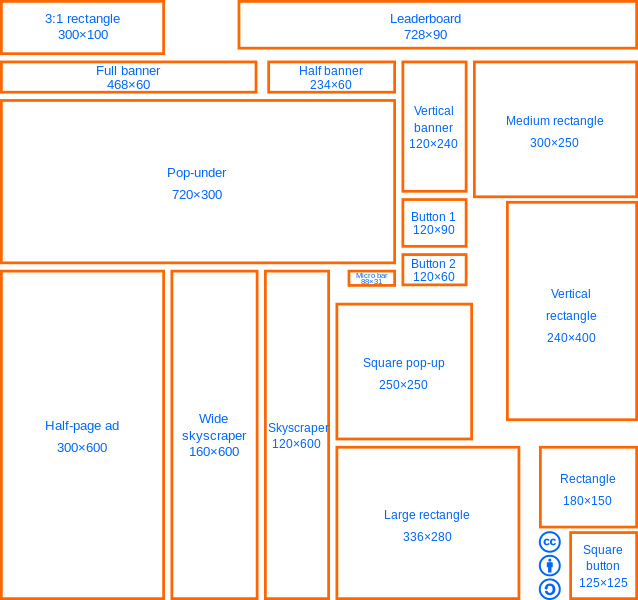 3:1 rectangle
300×100
Leaderboard
728×90
Full banner
468×60
Half banner
234×60
Vertical
banner
120×240
Medium rectangle
300×250
Pop-under
720×300
Button 1
120×90
Button 2
120×60
Micro bar
88×31
Vertical
rectangle
240×400
Square pop-up
250×250
Half-page ad
300×600
Wide
skyscraper
160×600
Skyscraper
120×600
Large rectangle
336×280
Rectangle
180×150
cc
Square
button
125×125